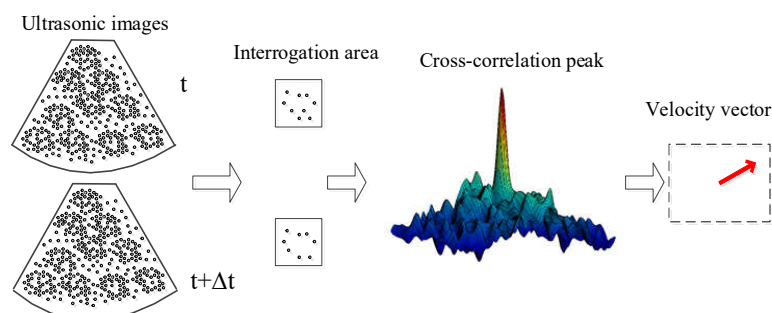 Ultrasonic images
t
t+Δt
Interrogation area
Cross-correlation peak
Velocity vector